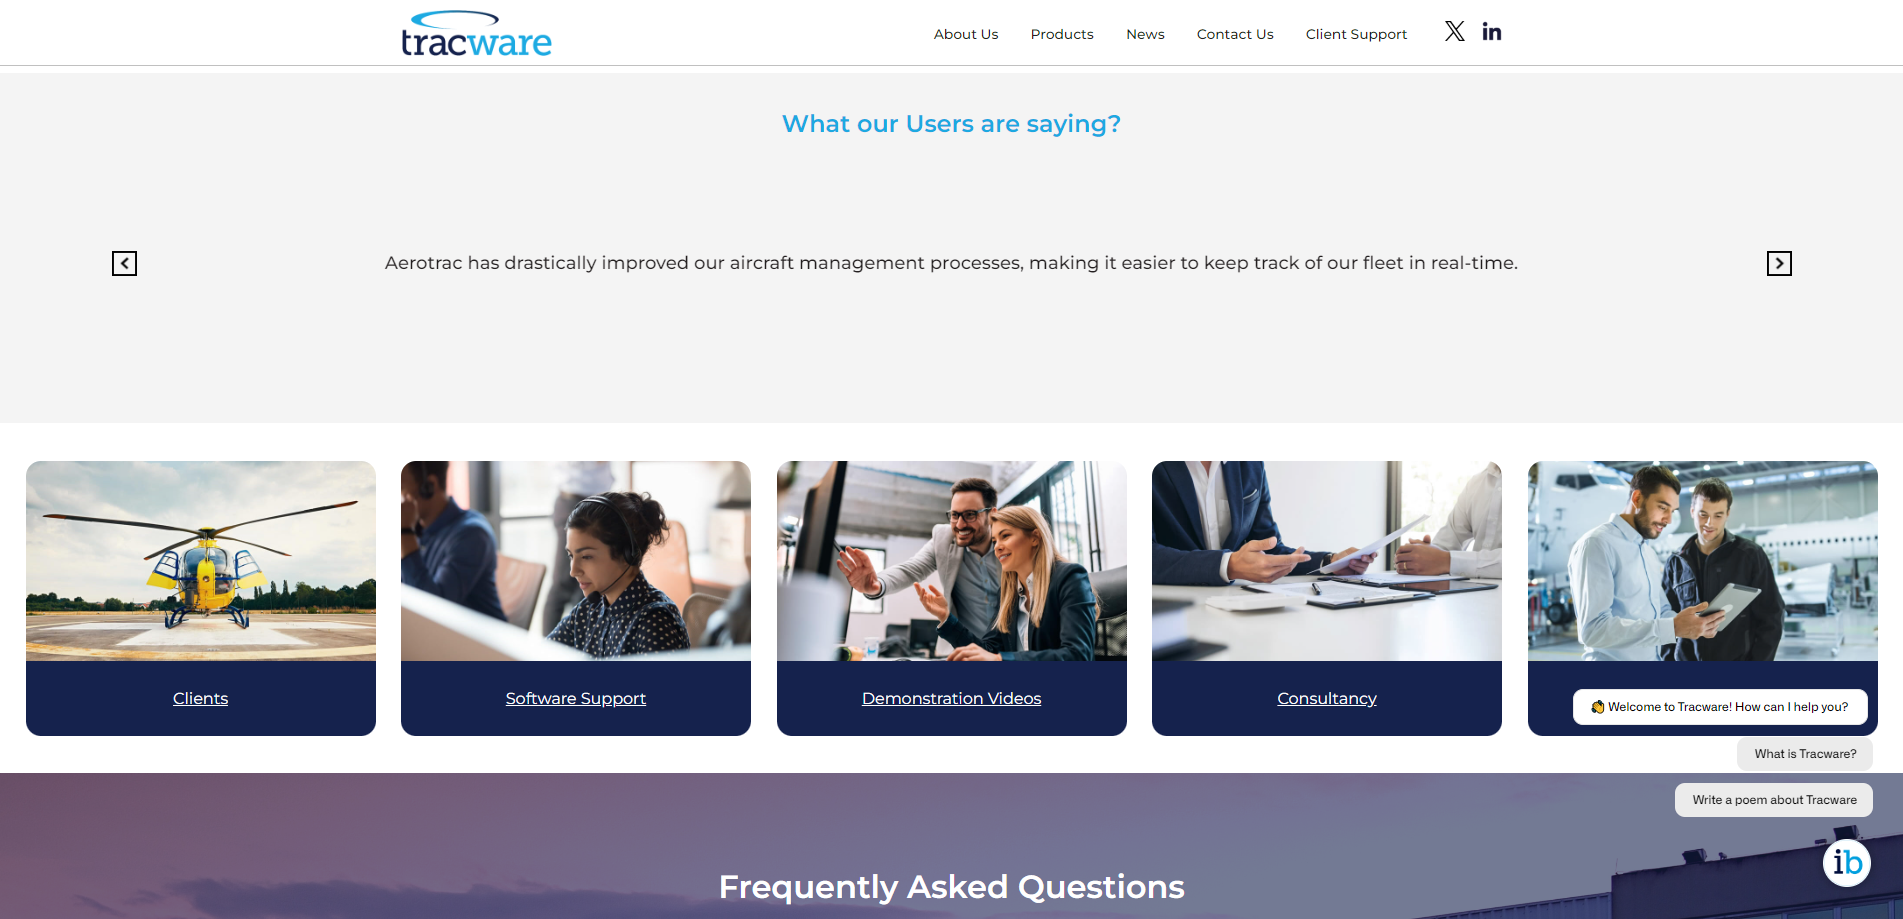 tracware
About Us
Products
News
Contact Us
Client Support
What our Users are saying?
Aerotrac has drastically improved our aircraft management processes, making it easier to keep track of our fleet in real-time.
Clients
Software Support
Demonstration Videos
Consultancy
👏 Welcome to Tracware! How can I help you?
What is Tracware?
Write a poem about Tracware
ib
Frequently Asked Questions